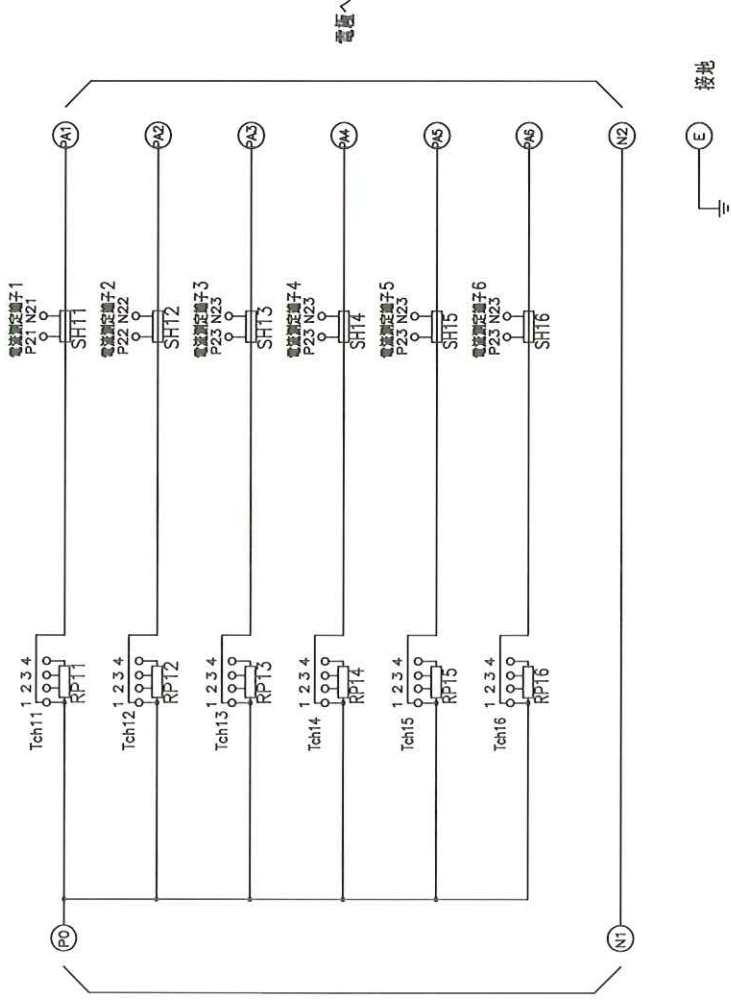 電極へ
接地
E
電流測定端子1
P21 N21
SH11
PA1
Tch11
1 2 3 4
RP11
P0
電流測定端子2
P22 N22
SH12
PA2
Tch12
1 2 3 4
RP12
電流測定端子3
P23 N23
SH13
PA3
Tch13
1 2 3 4
RP13
電流測定端子4
P23 N23
SH14
PA4
Tch14
1 2 3 4
RP14
電流測定端子5
P23 N23
SH15
PA5
Tch15
1 2 3 4
RP15
電流測定端子6
P23 N23
SH16
PA6
Tch16
1 2 3 4
RP16
N1
N2